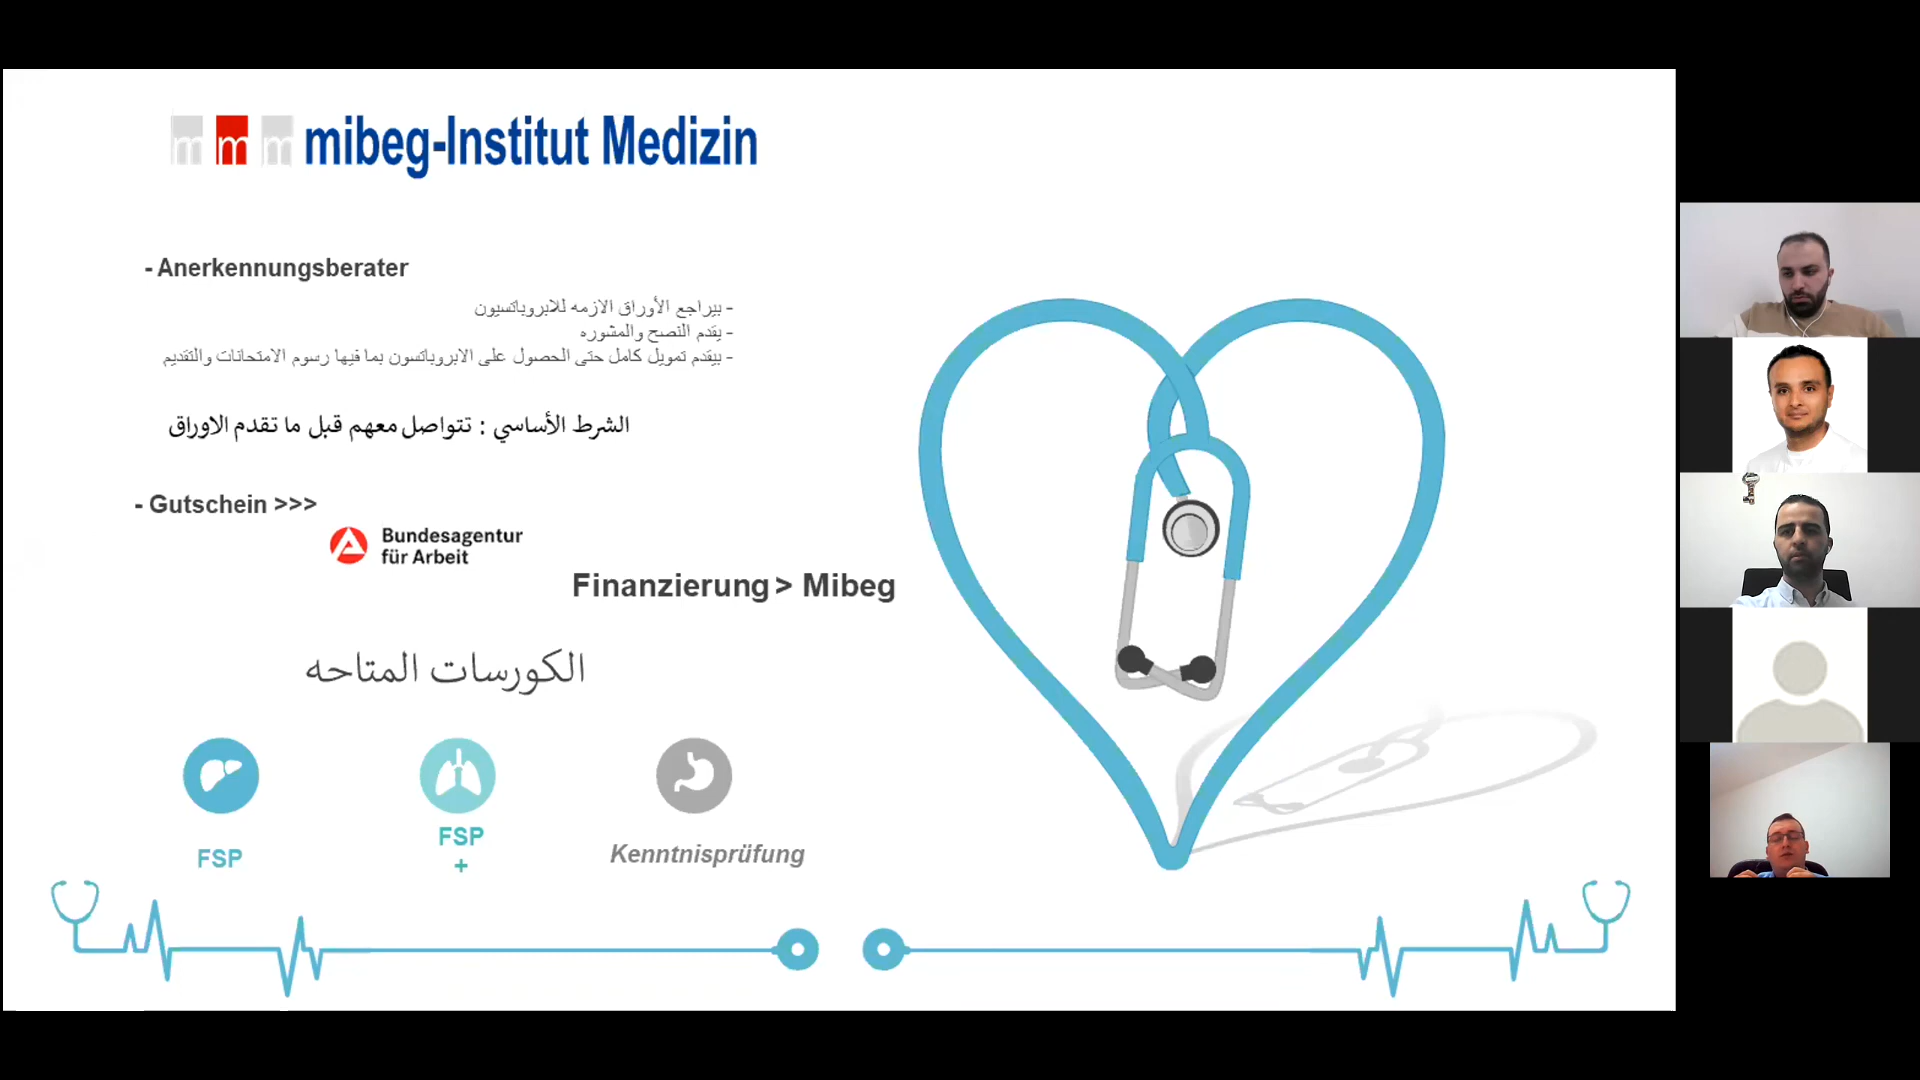 m m m mibeg-Institut Medizin
- Anerkennungsberater
- بيراجع الأوراق الازمه للابروباتسيون
- يقدم النصح والمشوره
- بيقدم تمويل كامل حتى الحصول على الابروباتسون بما فيها رسوم الامتحانات والتقديم
الشرط الأساسي : تتواصل معهم قبل ما تقدم الاوراق
- Gutschein >>>
Bundesagentur
für Arbeit
Finanzierung > Mibeg
الكورسات المتاحه
FSP
FSP
+
Kenntnisprüfung